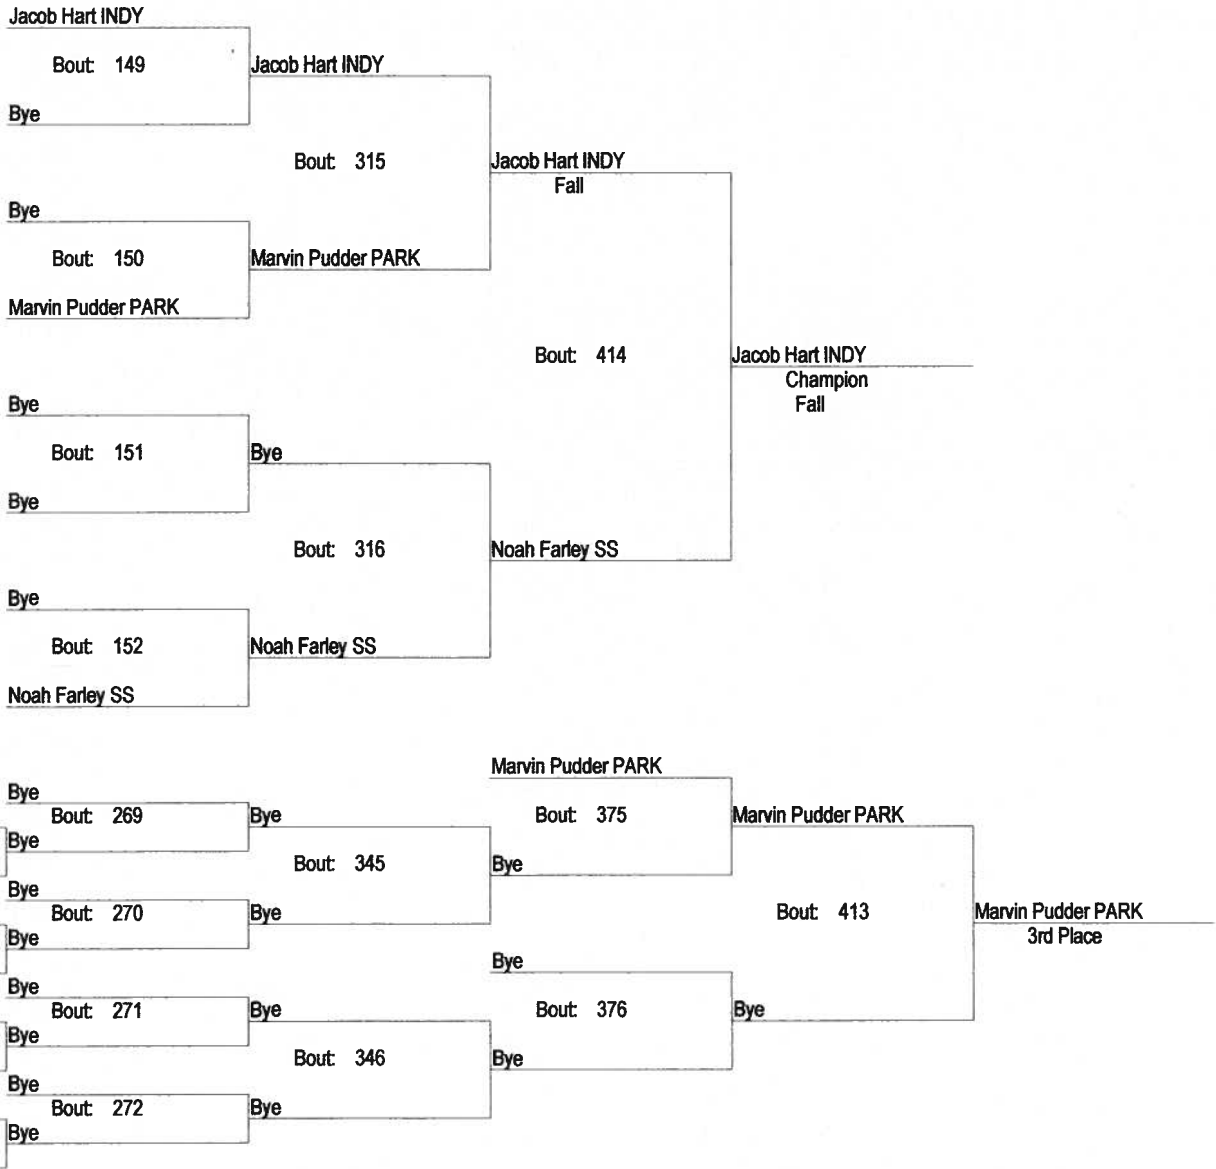 Jacob Hart INDY
Bout: 149
Jacob Hart INDY
Bye
Bout: 315
Jacob Hart INDY
Fall
Bye
Bout: 150
Marvin Pudder PARK
Marvin Pudder PARK
Bout: 414
Jacob Hart INDY
Champion
Fall
Bye
Bout: 151
Bye
Bye
Bout: 316
Noah Farley SS
Bye
Bout: 152
Noah Farley SS
Noah Farley SS
Marvin Pudder PARK
Bye
Bout: 269
Bye
Bout: 375
Marvin Pudder PARK
Bye
Bout: 345
Bye
Bye
Bout: 270
Bye
Bout: 413
Marvin Pudder PARK
3rd Place
Bye
Bye
Bye
Bout: 271
Bye
Bout: 376
Bye
Bye
Bout: 346
Bye
Bye
Bout: 272
Bye
Bye